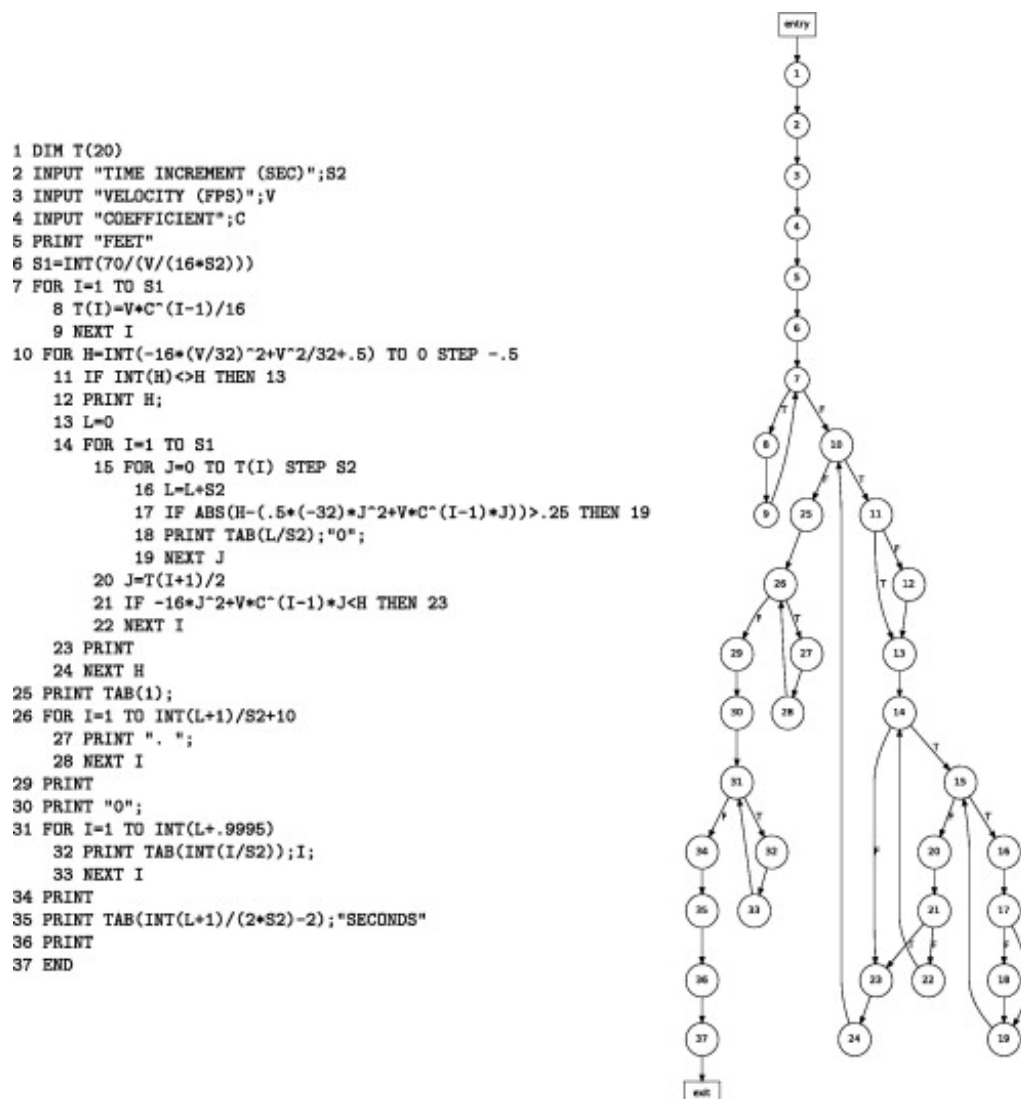 1 DIM T(20)
2 INPUT "TIME INCREMENT (SEC)";S2
3 INPUT "VELOCITY (FPS)";V
4 INPUT "COEFFICIENT";C
5 PRINT "FEET"
6 S1=INT(70/(V/(16*S2)))
7 FOR I=1 TO S1
8 T(I)=V*C^(I-1)/16
9 NEXT I
10 FOR H=INT(-16*(V/32)^2+V^2/32+.5) TO 0 STEP -.5
11 IF INT(H)<>H THEN 13
12 PRINT H;
13 L=0
14 FOR I=1 TO S1
15 FOR J=0 TO T(I) STEP S2
16 L=L+S2
17 IF ABS(H-(.5*(-32)*J^2+V*C^(I-1)*J))>.25 THEN 19
18 PRINT TAB(L/S2);"0";
19 NEXT J
20 J=T(I+1)/2
21 IF -16*J^2+V*C^(I-1)*J<H THEN 23
22 NEXT I
23 PRINT
24 NEXT H
25 PRINT TAB(1);
26 FOR I=1 TO INT(L+1)/S2+10
27 PRINT ". ";
28 NEXT I
29 PRINT
30 PRINT "0";
31 FOR I=1 TO INT(L+.9995)
32 PRINT TAB(INT(I/S2));I;
33 NEXT I
34 PRINT
35 PRINT TAB(INT(L+1)/(2*S2)-2);"SECONDS"
36 PRINT
37 END
entry
1
2
3
4
5
6
7
T F
8 10
F T
9 25 11
F
26 T 12
F T
29 27 13
30 28 14
T
31 15
F T F T
34 32 F 20 16
35 33 21 17
T F F
36 23 22 18
37 24 19
exit